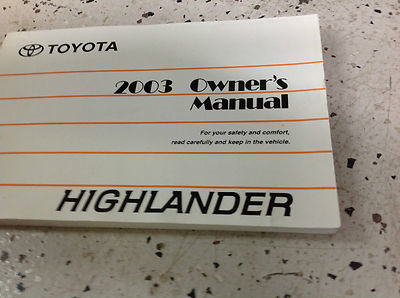 TOYOTA
2003 Owner's
Manual
For your safety and comfort,
read carefully and keep in the vehicle.
HIGHLANDER